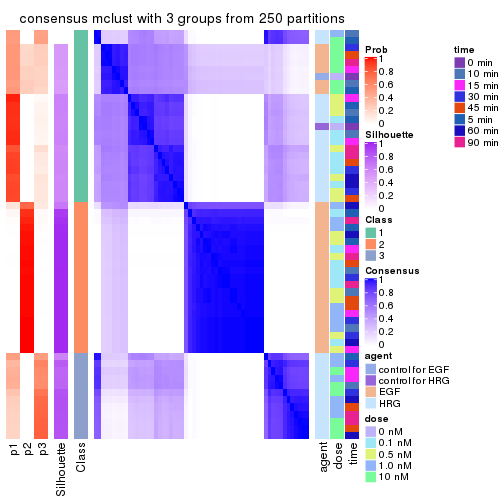 consensus mclust with 3 groups from 250 partitions
Prob
1
0.8
0.6
0.4
0.2
0
Silhouette
1
0.8
0.6
0.4
0.2
0
Class
1
2
3
Consensus
1
0.8
0.6
0.4
0.2
0
agent
control for EGF
control for HRG
EGF
HRG
dose
0 nM
0.1 nM
0.5 nM
1.0 nM
10 nM
time
0 min
10 min
15 min
30 min
45 min
5 min
60 min
90 min
p1
p2
p3
Silhouette
Class
agent
dose
time